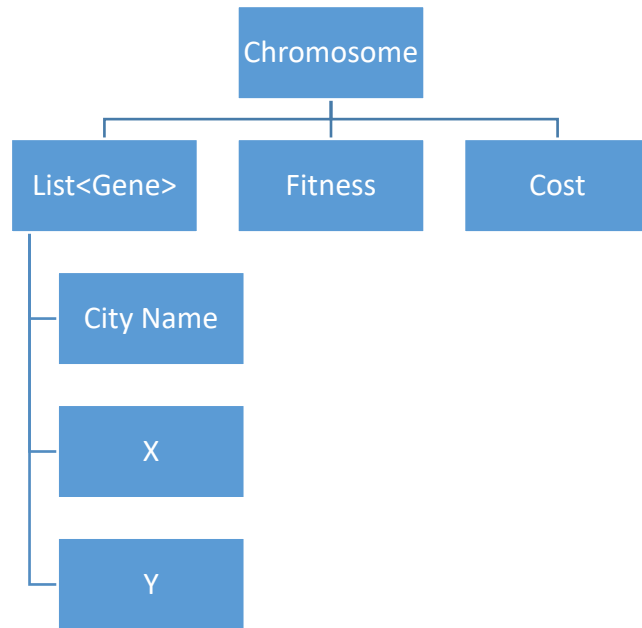 Chromosome
List<Gene>
Fitness
Cost
City Name
X
Y